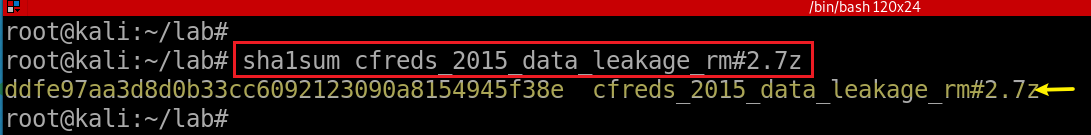 /bin/bash 120x24
root@kali:~/lab#
root@kali:~/lab# sha1sum cfreds_2015_data_leakage_rm#2.7z
ddfe97aa3d8d0b33cc6092123090a8154945f38e  cfreds_2015_data_leakage_rm#2.7z
root@kali:~/lab#